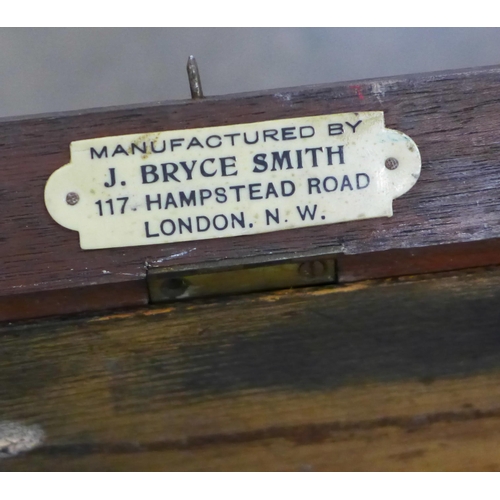 MANUFACTURED BY
J. BRYCE SMITH
117. HAMPSTEAD ROAD
LONDON. N. W.